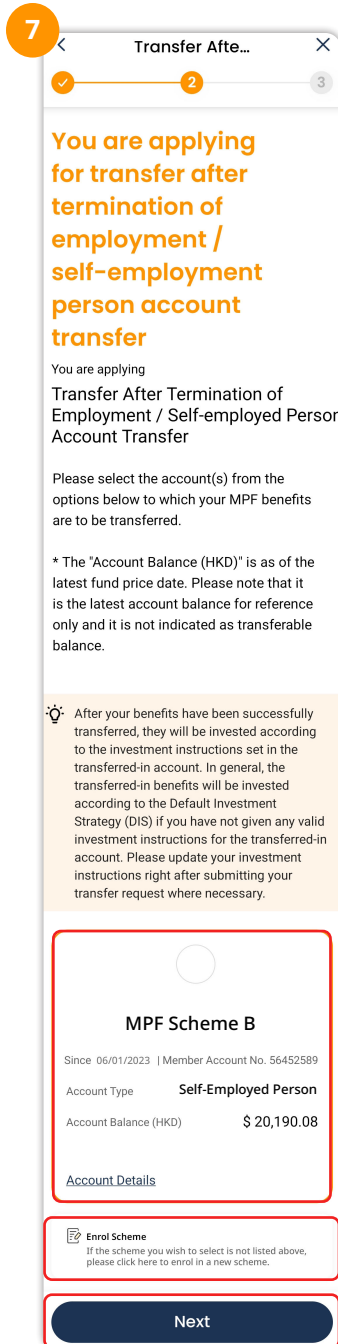 7
Transfer Afte...
2
3
You are applying
for transfer after
termination of
employment /
self-employment
person account
transfer
You are applying
Transfer After Termination of
Employment / Self-employed Person
Account Transfer
Please select the account(s) from the
options below to which your MPF benefits
are to be transferred.
* The "Account Balance (HKD)" is as of the
latest fund price date. Please note that it
is the latest account balance for reference
only and it is not indicated as transferable
balance.
After your benefits have been successfully
transferred, they will be invested according
to the investment instructions set in the
transferred-in account. In general, the
transferred-in benefits will be invested
according to the Default Investment
Strategy (DIS) if you have not given any valid
investment instructions for the transferred-in
account. Please update your investment
instructions right after submitting your
transfer request where necessary.
MPF Scheme B
Since 06/01/2023 | Member Account No. 56452589
Account Type Self-Employed Person
Account Balance (HKD) $ 20,190.08
Account Details
Enrol Scheme
If the scheme you wish to select is not listed above,
please click here to enrol in a new scheme.
Next